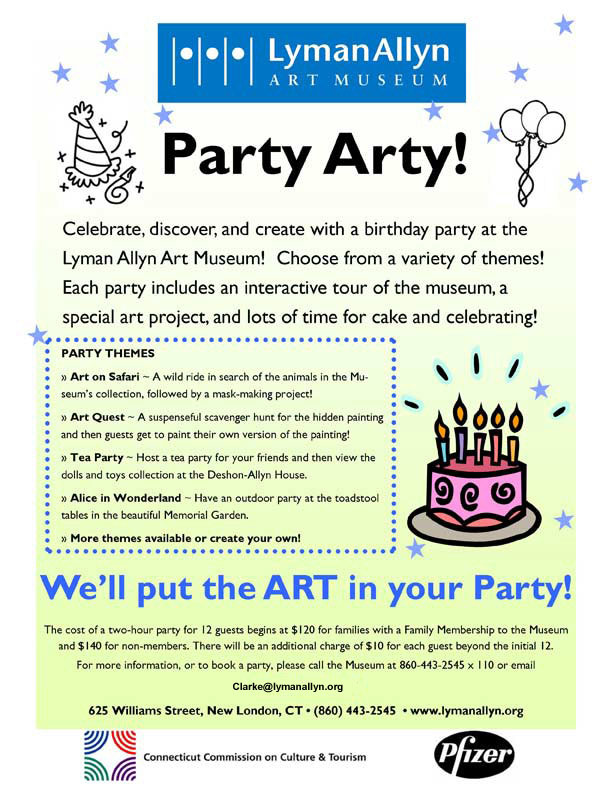 LymanAllyn
ART MUSEUM
Party Arty!
Celebrate, discover, and create with a birthday party at the
Lyman Allyn Art Museum!  Choose from a variety of themes!
Each party includes an interactive tour of the museum, a
special art project, and lots of time for cake and celebrating!
PARTY THEMES
» Art on Safari ~ A wild ride in search of the animals in the Mu-
seum's collection, followed by a mask-making project!
» Art Quest ~ A suspenseful scavenger hunt for the hidden painting
and then guests get to paint their own version of the painting!
» Tea Party ~ Host a tea party for your friends and then view the
dolls and toys collection at the Deshon-Allyn House.
» Alice in Wonderland ~ Have an outdoor party at the toadstool
tables in the beautiful Memorial Garden.
» More themes available or create your own!
We'll put the ART in your Party!
The cost of a two-hour party for 12 guests begins at $120 for families with a Family Membership to the Museum
and $140 for non-members. There will be an additional charge of $10 for each guest beyond the initial 12.
For more information, or to book a party, please call the Museum at 860-443-2545 x 110 or email
Clarke@lymanallyn.org
625 Williams Street, New London, CT • (860) 443-2545 • www.lymanallyn.org
Connecticut Commission on Culture & Tourism
Pfizer